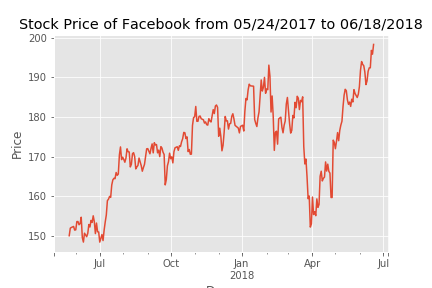 Stock Price of Facebook from 05/24/2017 to 06/18/2018
200
190
180
170
160
150
Price
Jul
Oct
Jan
2018
Apr
Jul